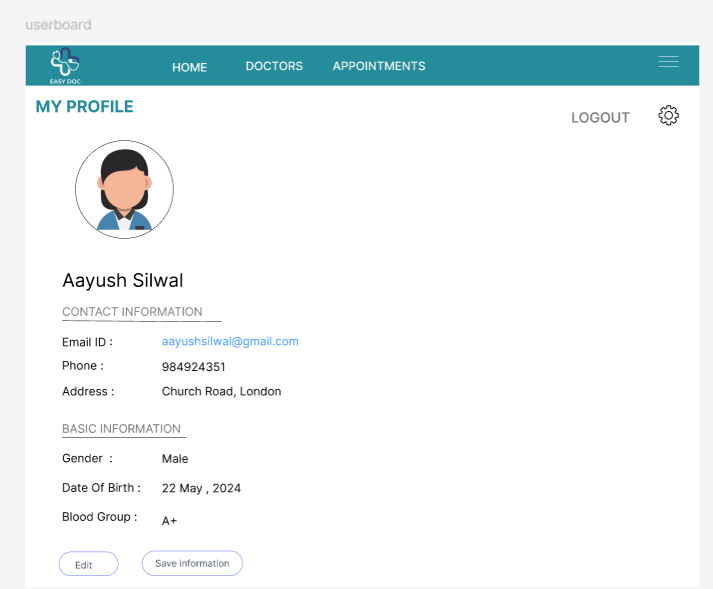 userboard
EASY DOC
HOME DOCTORS APPOINTMENTS
MY PROFILE
LOGOUT
Aayush Silwal
CONTACT INFORMATION
Email ID : aayushsilwal@gmail.com
Phone : 984924351
Address : Church Road, London
BASIC INFORMATION
Gender : Male
Date Of Birth : 22 May , 2024
Blood Group : A+
Edit Save information